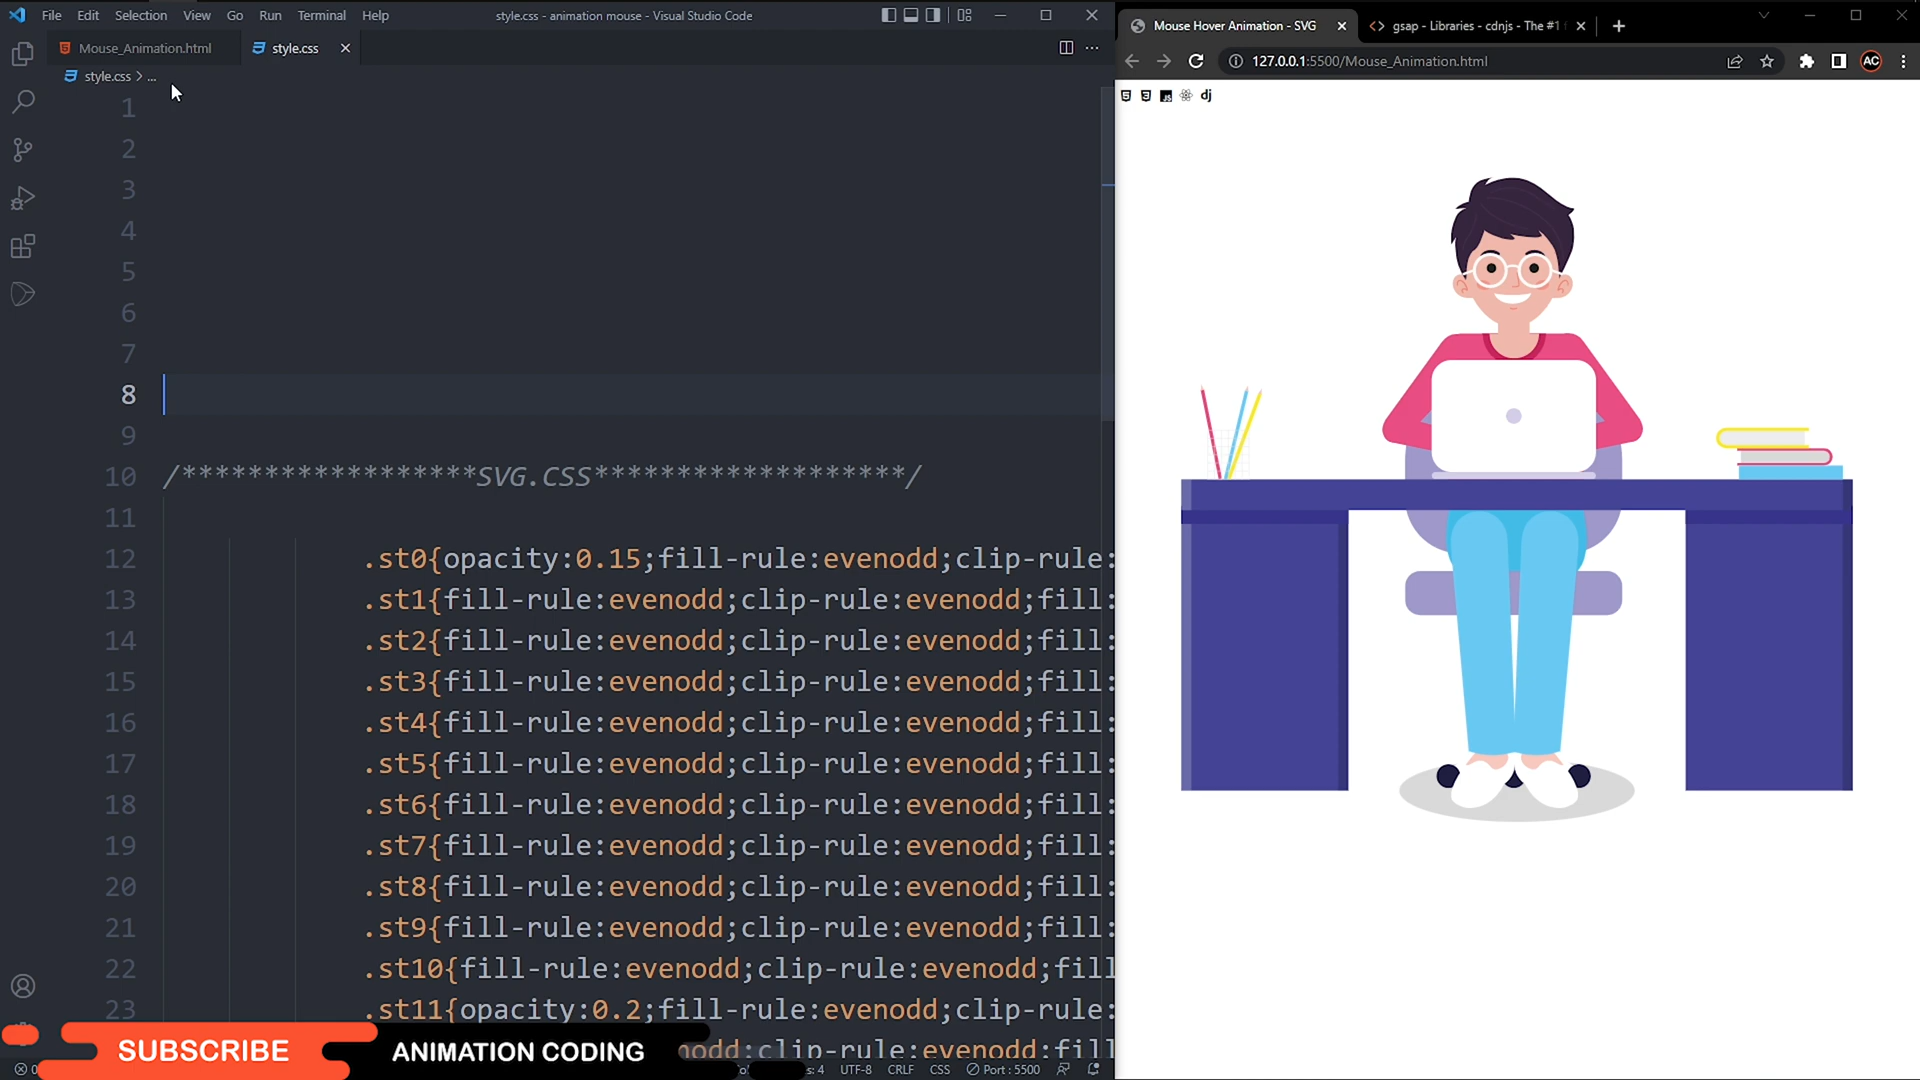 File Edit Selection View Go Run Terminal Help
style.css - animation mouse - Visual Studio Code
Mouse_Animation.html
style.css
style.css > ...
1
2
3
4
5
6
7
8
9
10 /******************SVG.CSS*******************/
11
12 .st0{opacity:0.15;fill-rule:evenodd;clip-rule:
13 .st1{fill-rule:evenodd;clip-rule:evenodd;fill:
14 .st2{fill-rule:evenodd;clip-rule:evenodd;fill:
15 .st3{fill-rule:evenodd;clip-rule:evenodd;fill:
16 .st4{fill-rule:evenodd;clip-rule:evenodd;fill:
17 .st5{fill-rule:evenodd;clip-rule:evenodd;fill:
18 .st6{fill-rule:evenodd;clip-rule:evenodd;fill:
19 .st7{fill-rule:evenodd;clip-rule:evenodd;fill:
20 .st8{fill-rule:evenodd;clip-rule:evenodd;fill:
21 .st9{fill-rule:evenodd;clip-rule:evenodd;fill:
22 .st10{fill-rule:evenodd;clip-rule:evenodd;fill
23 .st11{opacity:0.2;fill-rule:evenodd;clip-rule:
SUBSCRIBE
ANIMATION CODING
UTF-8 CRLF CSS Port : 5500
Mouse Hover Animation - SVG
gsap - Libraries - cdnjs - The #1
127.0.0.1:5500/Mouse_Animation.html
AC
dj